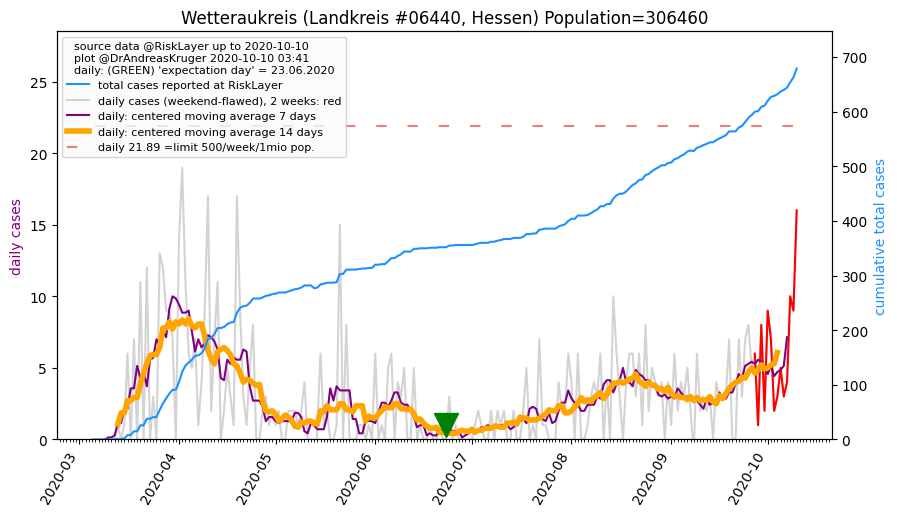 Wetteraukreis (Landkreis #06440, Hessen) Population=306460
source data @RiskLayer up to 2020-10-10
plot @DrAndreasKruger 2020-10-10 03:41
daily: (GREEN) 'expectation day' = 23.06.2020
total cases reported at RiskLayer
daily cases (weekend-flawed), 2 weeks: red
daily: centered moving average 7 days
daily: centered moving average 14 days
daily 21.89 =limit 500/week/1mio pop.
daily cases
25
20
15
10
5
0
700
600
500
400
300
200
100
0
cumulative total cases
2020-03
2020-04
2020-05
2020-06
2020-07
2020-08
2020-09
2020-10